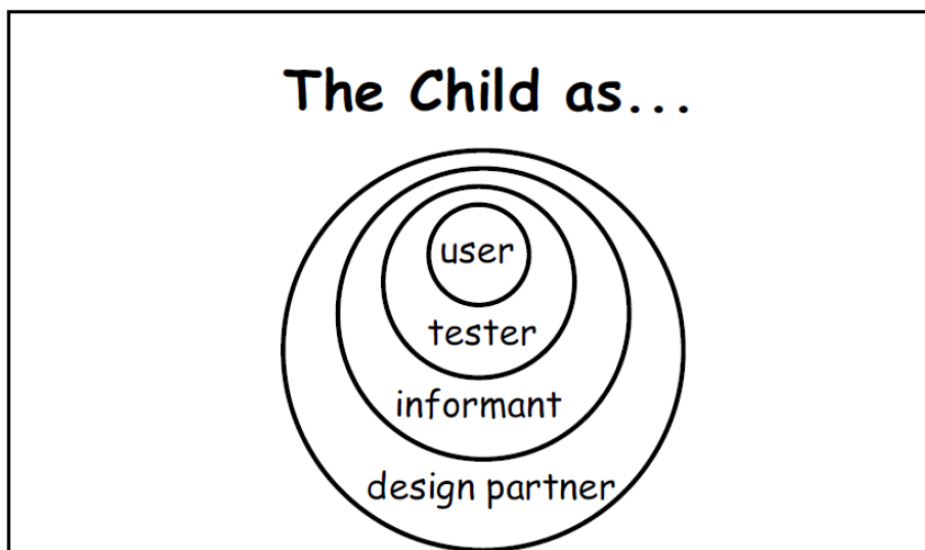 The Child as...
user
tester
informant
design partner